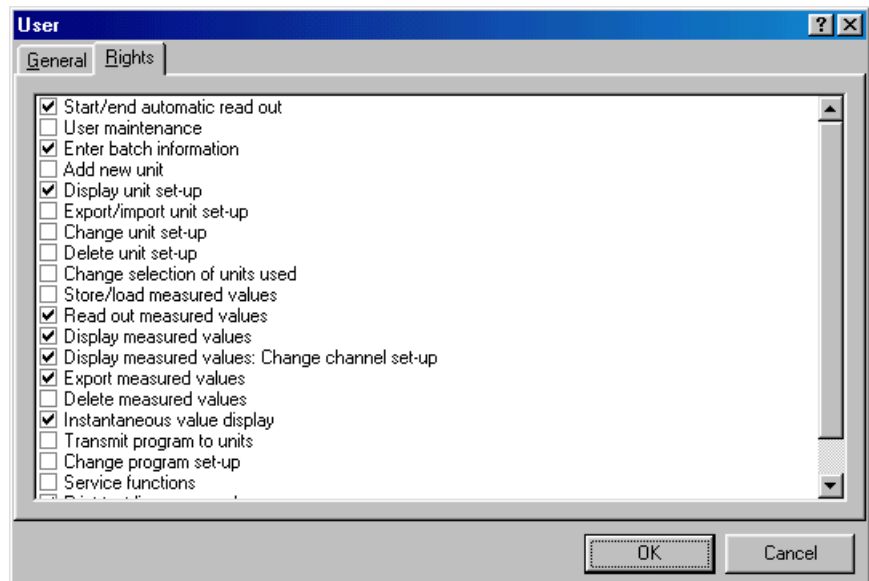 User
General Rights
Start/end automatic read out
User maintenance
Enter batch information
Add new unit
Display unit set-up
Export/import unit set-up
Change unit set-up
Delete unit set-up
Change selection of units used
Store/load measured values
Read out measured values
Display measured values
Display measured values: Change channel set-up
Export measured values
Delete measured values
Instantaneous value display
Transmit program to units
Change program set-up
Service functions
OK Cancel